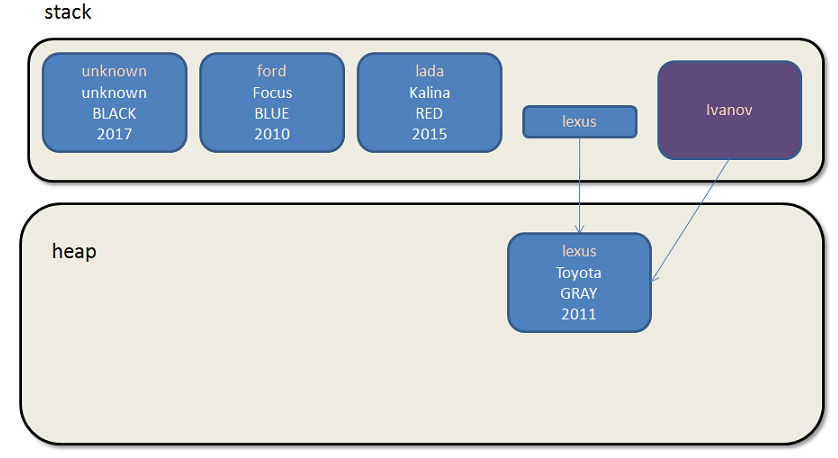 stack
unknown
unknown
BLACK
2017
ford
Focus
BLUE
2010
lada
Kalina
RED
2015
lexus
Ivanov
heap
lexus
Toyota
GRAY
2011